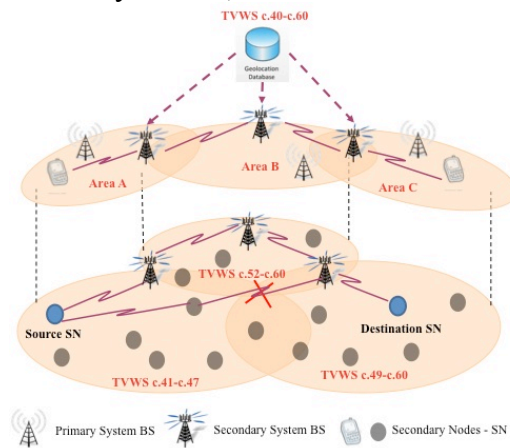 TVWS c.40-c.60
Geolocation
Database
Area A
Area B
Area C
TVWS c.52-c.60
Source SN
Destination SN
TVWS c.41-c.47
TVWS c.49-c.60
Primary System BS
Secondary System BS
Secondary Nodes - SN